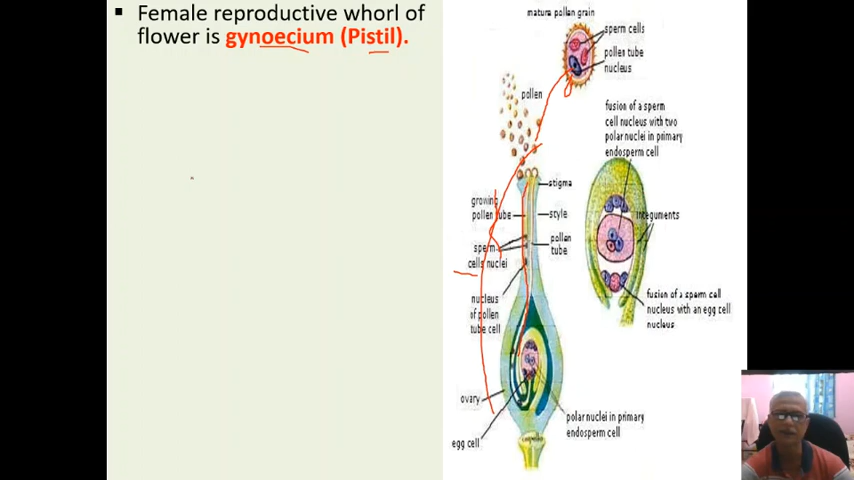 ▪ Female reproductive whorl of
flower is gynoecium (Pistil).
mature pollen grain
sperm cells
pollen tube
nucleus
pollen
fusion of a sperm
cell nucleus with two
polar nuclei in primary
endosperm cell
stigma
growing
pollen tube
style
integuments
pollen
tube
sperm
cells nuclei
nucleus
of pollen
tube cell
fusion of a sperm cell
nucleus with an egg cell
nucleus
ovary
polar nuclei in primary
endosperm cell
egg cell